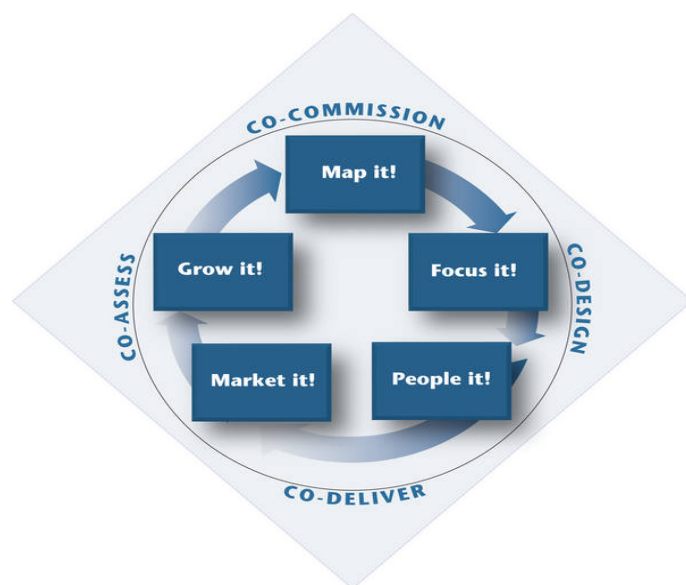 CO-COMMISSION
Map it!
Grow it!
Focus it!
CO-ASSESS
CO-DESIGN
Market it!
People it!
CO-DELIVER